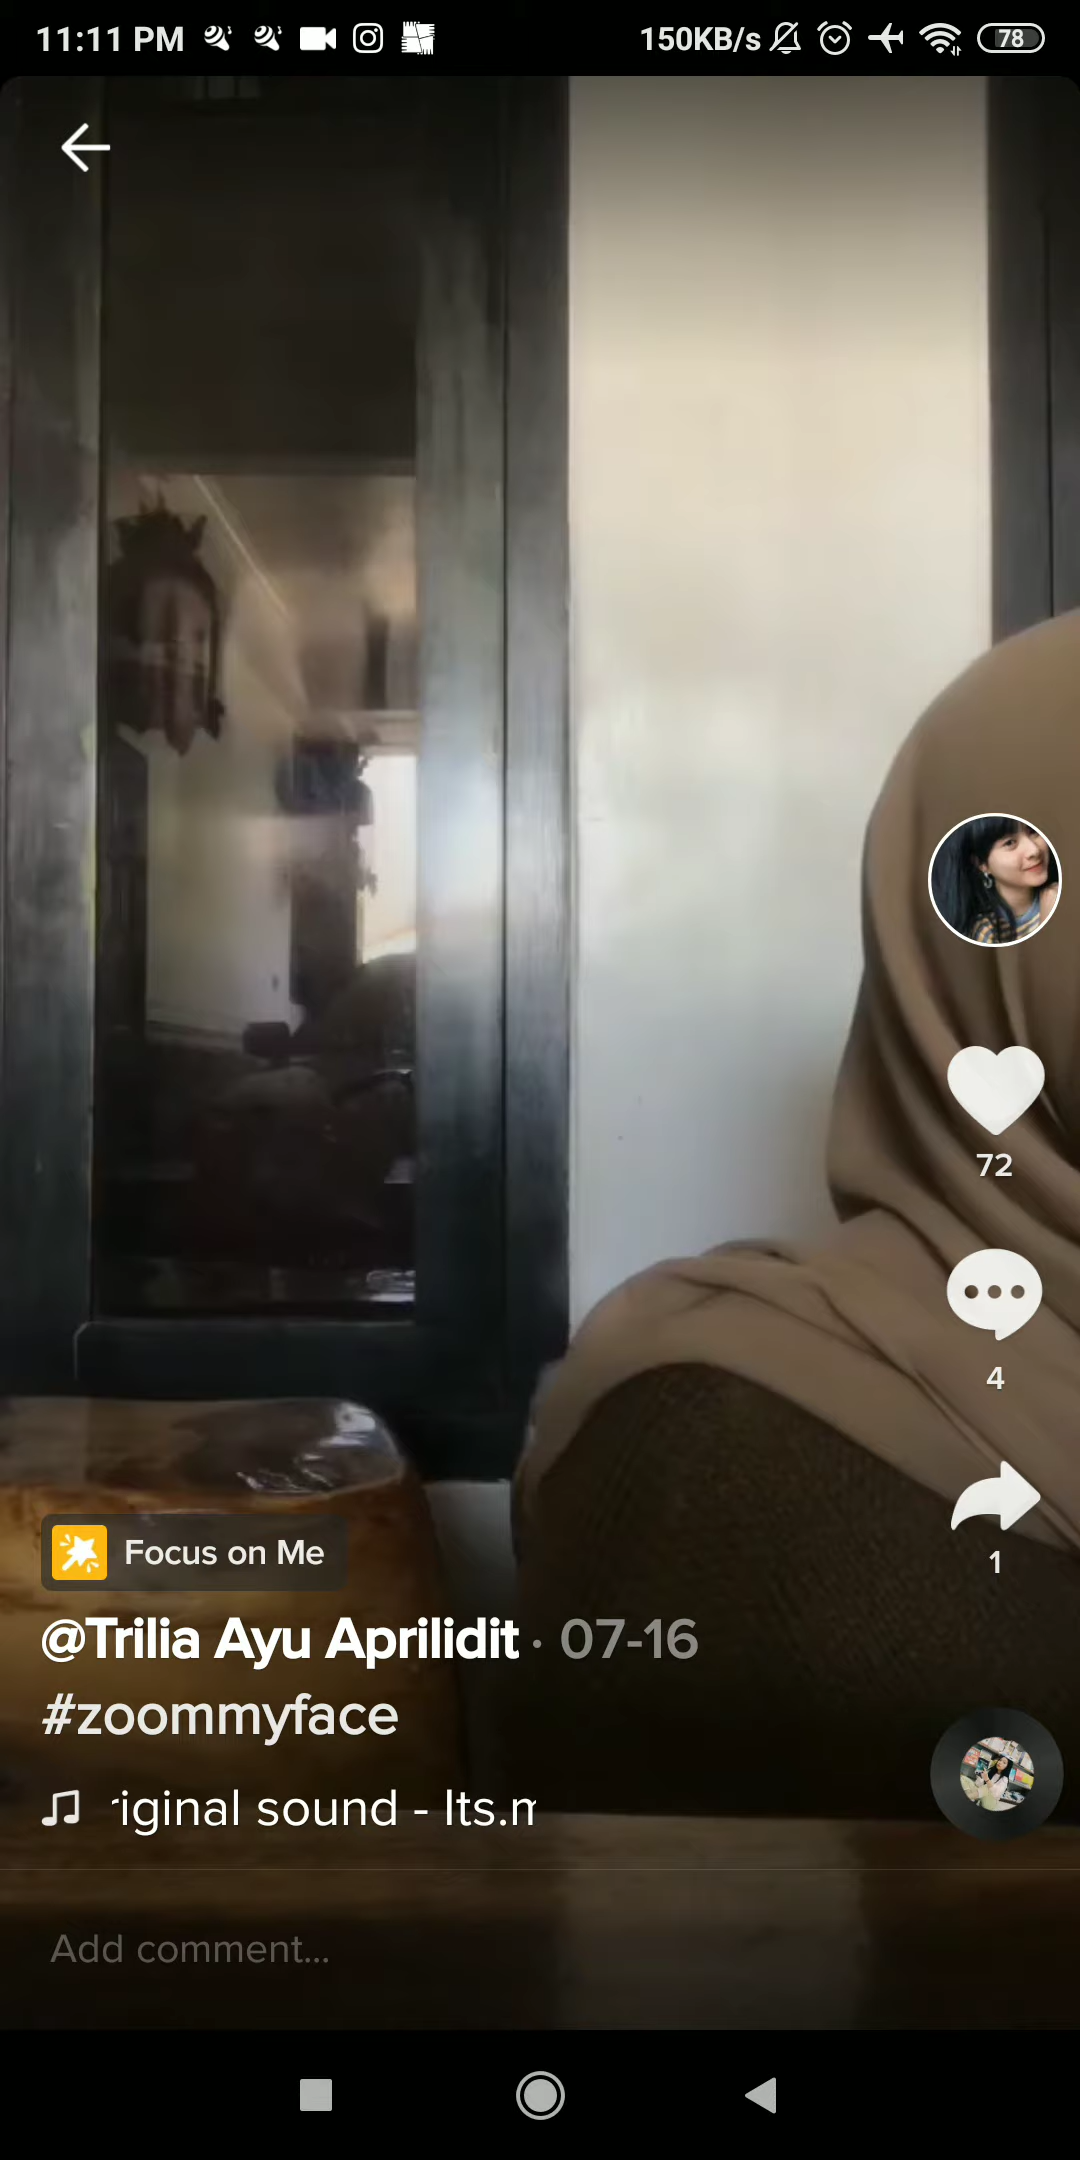 11:11 PM 150KB/s 78
72
4
1
Focus on Me
@Trilia Ayu Aprilidit · 07-16
#zoommyface
riginal sound - Its.m
Add comment...